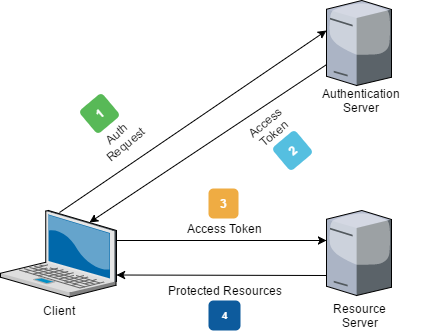 Authentication
Server
1
Auth
Request
Access
Token
2
3
Access Token
Client
Protected Resources
4
Resource
Server